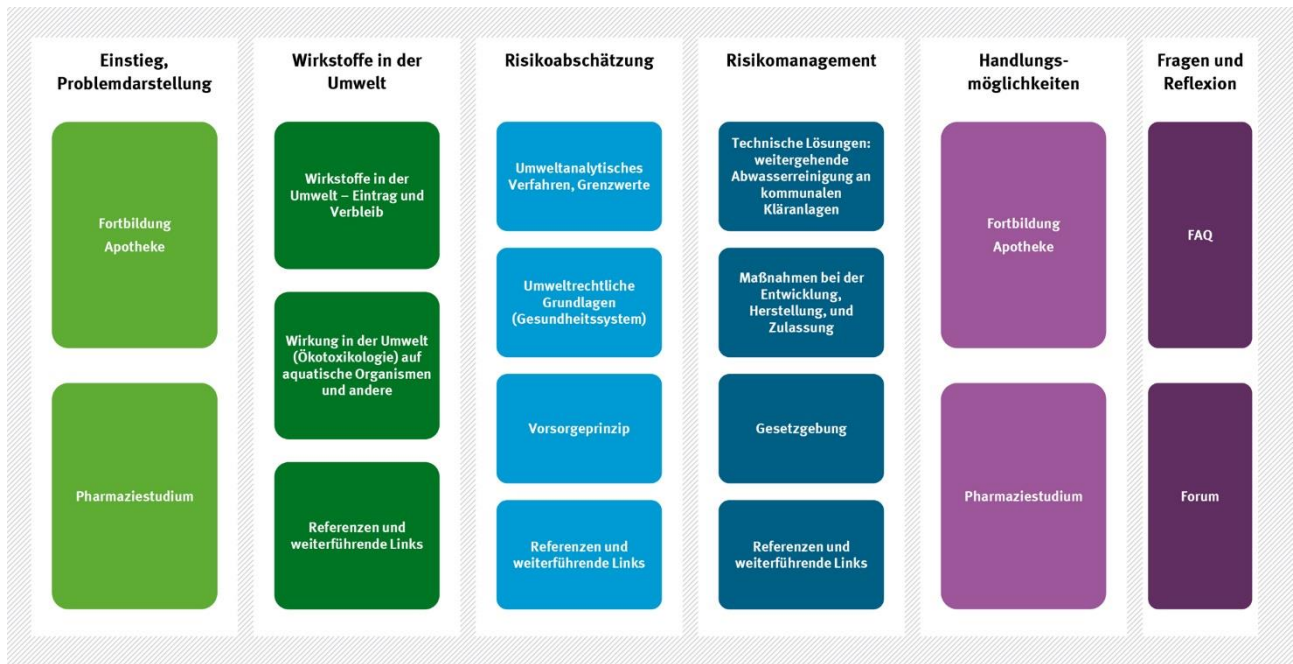 Einstieg,
Problemdarstellung
Fortbildung
Apotheke
Pharmaziestudium
Wirkstoffe in der
Umwelt
Wirkstoffe in der
Umwelt – Eintrag und
Verbleib
Wirkung in der Umwelt
(Ökotoxikologie) auf
aquatische Organismen
und andere
Referenzen und
weiterführende Links
Risikoabschätzung
Umweltanalytisches
Verfahren, Grenzwerte
Umweltrechtliche
Grundlagen
(Gesundheitssystem)
Vorsorgeprinzip
Referenzen und
weiterführende Links
Risikomanagement
Technische Lösungen:
weitergehende
Abwasserreinigung an
kommunalen
Kläranlagen
Maßnahmen bei der
Entwicklung,
Herstellung, und
Zulassung
Gesetzgebung
Referenzen und
weiterführende Links
Handlungs-
möglichkeiten
Fortbildung
Apotheke
Pharmaziestudium
Fragen und
Reflexion
FAQ
Forum